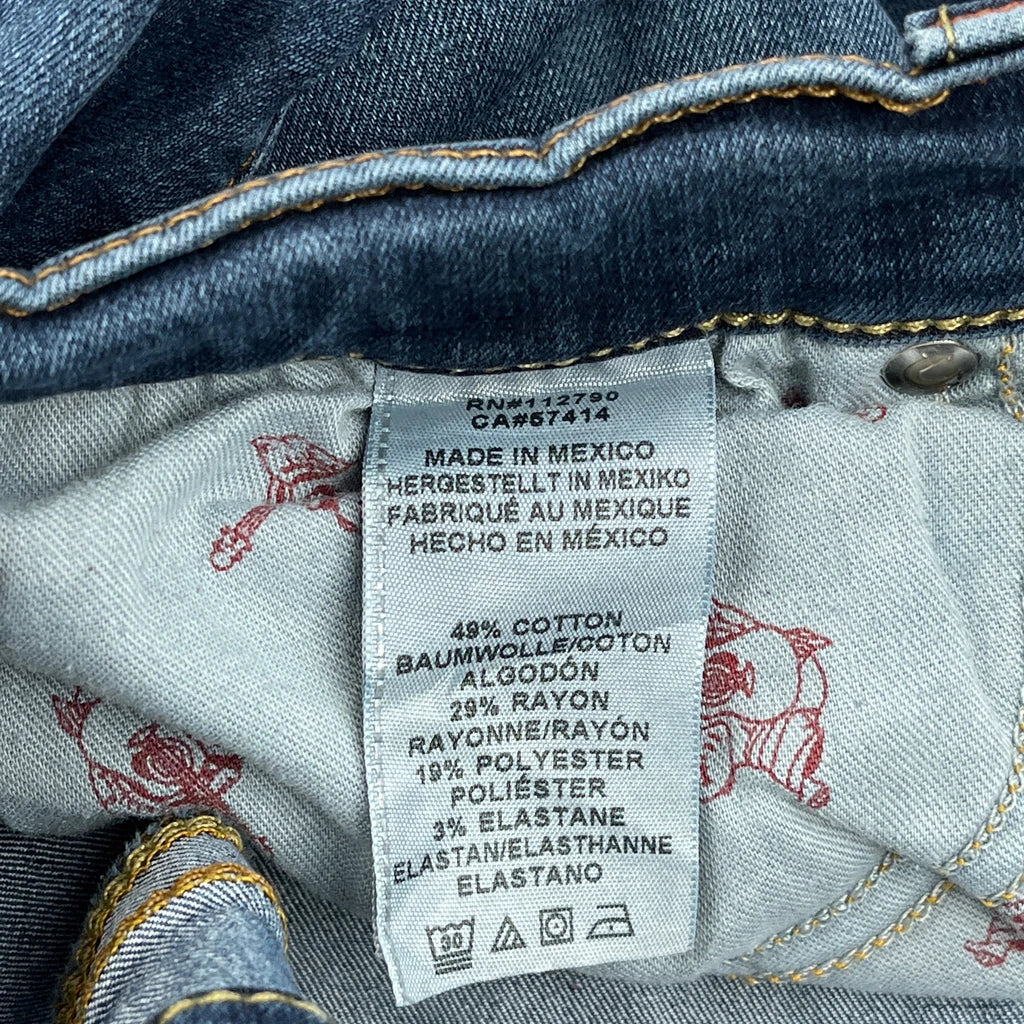 RN#112790
CA#57414
MADE IN MEXICO
HERGESTELLT IN MEXIKO
FABRIQUÉ AU MEXIQUE
HECHO EN MÉXICO
49% COTTON
BAUMWOLLE/COTON
ALGODÓN
29% RAYON
RAYONNE/RAYÓN
19% POLYESTER
POLIÉSTER
3% ELASTANE
ELASTAN/ELASTHANNE
ELASTANO
30